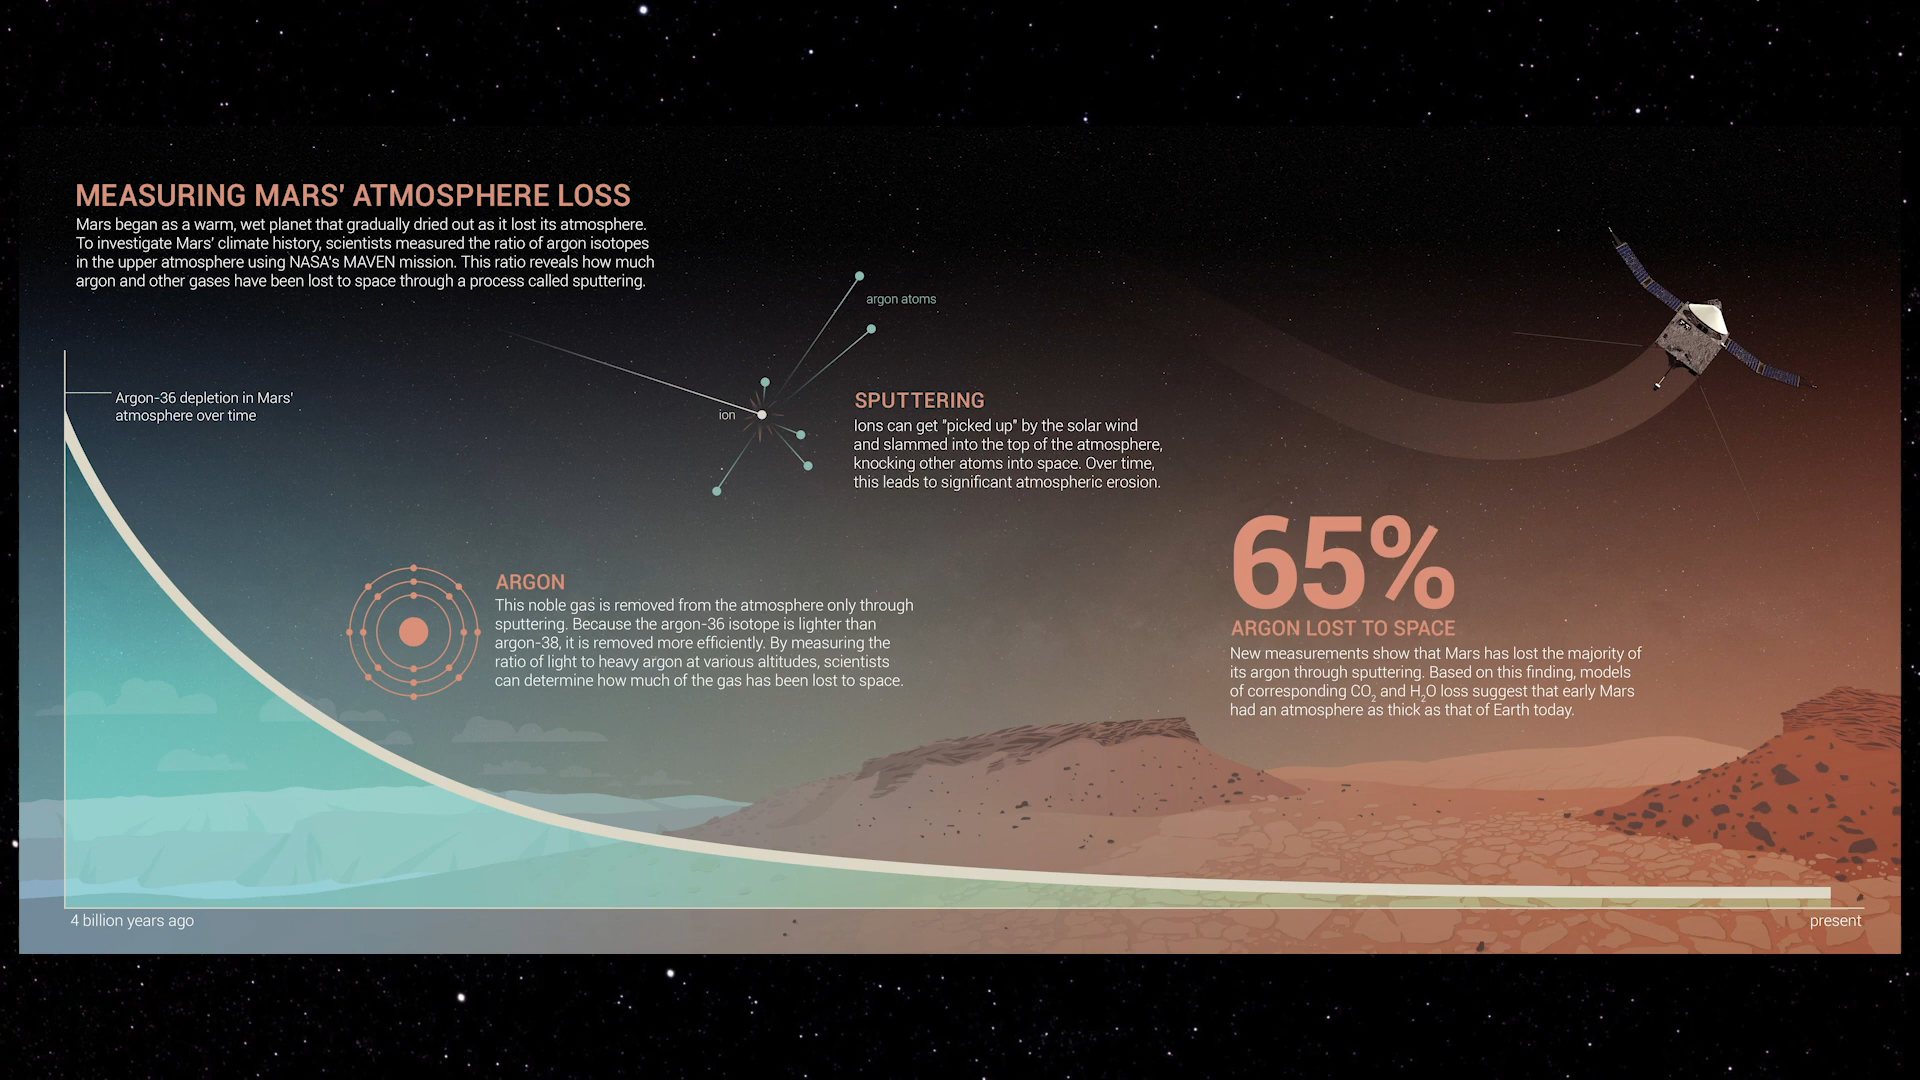 MEASURING MARS' ATMOSPHERE LOSS
Mars began as a warm, wet planet that gradually dried out as it lost its atmosphere.
To investigate Mars' climate history, scientists measured the ratio of argon isotopes
in the upper atmosphere using NASA's MAVEN mission. This ratio reveals how much
argon and other gases have been lost to space through a process called sputtering.
argon atoms
ion
Argon-36 depletion in Mars'
atmosphere over time
SPUTTERING
Ions can get "picked up" by the solar wind
and slammed into the top of the atmosphere,
knocking other atoms into space. Over time,
this leads to significant atmospheric erosion.
ARGON
This noble gas is removed from the atmosphere only through
sputtering. Because the argon-36 isotope is lighter than
argon-38, it is removed more efficiently. By measuring the
ratio of light to heavy argon at various altitudes, scientists
can determine how much of the gas has been lost to space.
65%
ARGON LOST TO SPACE
New measurements show that Mars has lost the majority of
its argon through sputtering. Based on this finding, models
of corresponding CO₂ and H₂O loss suggest that early Mars
had an atmosphere as thick as that of Earth today.
4 billion years ago
present